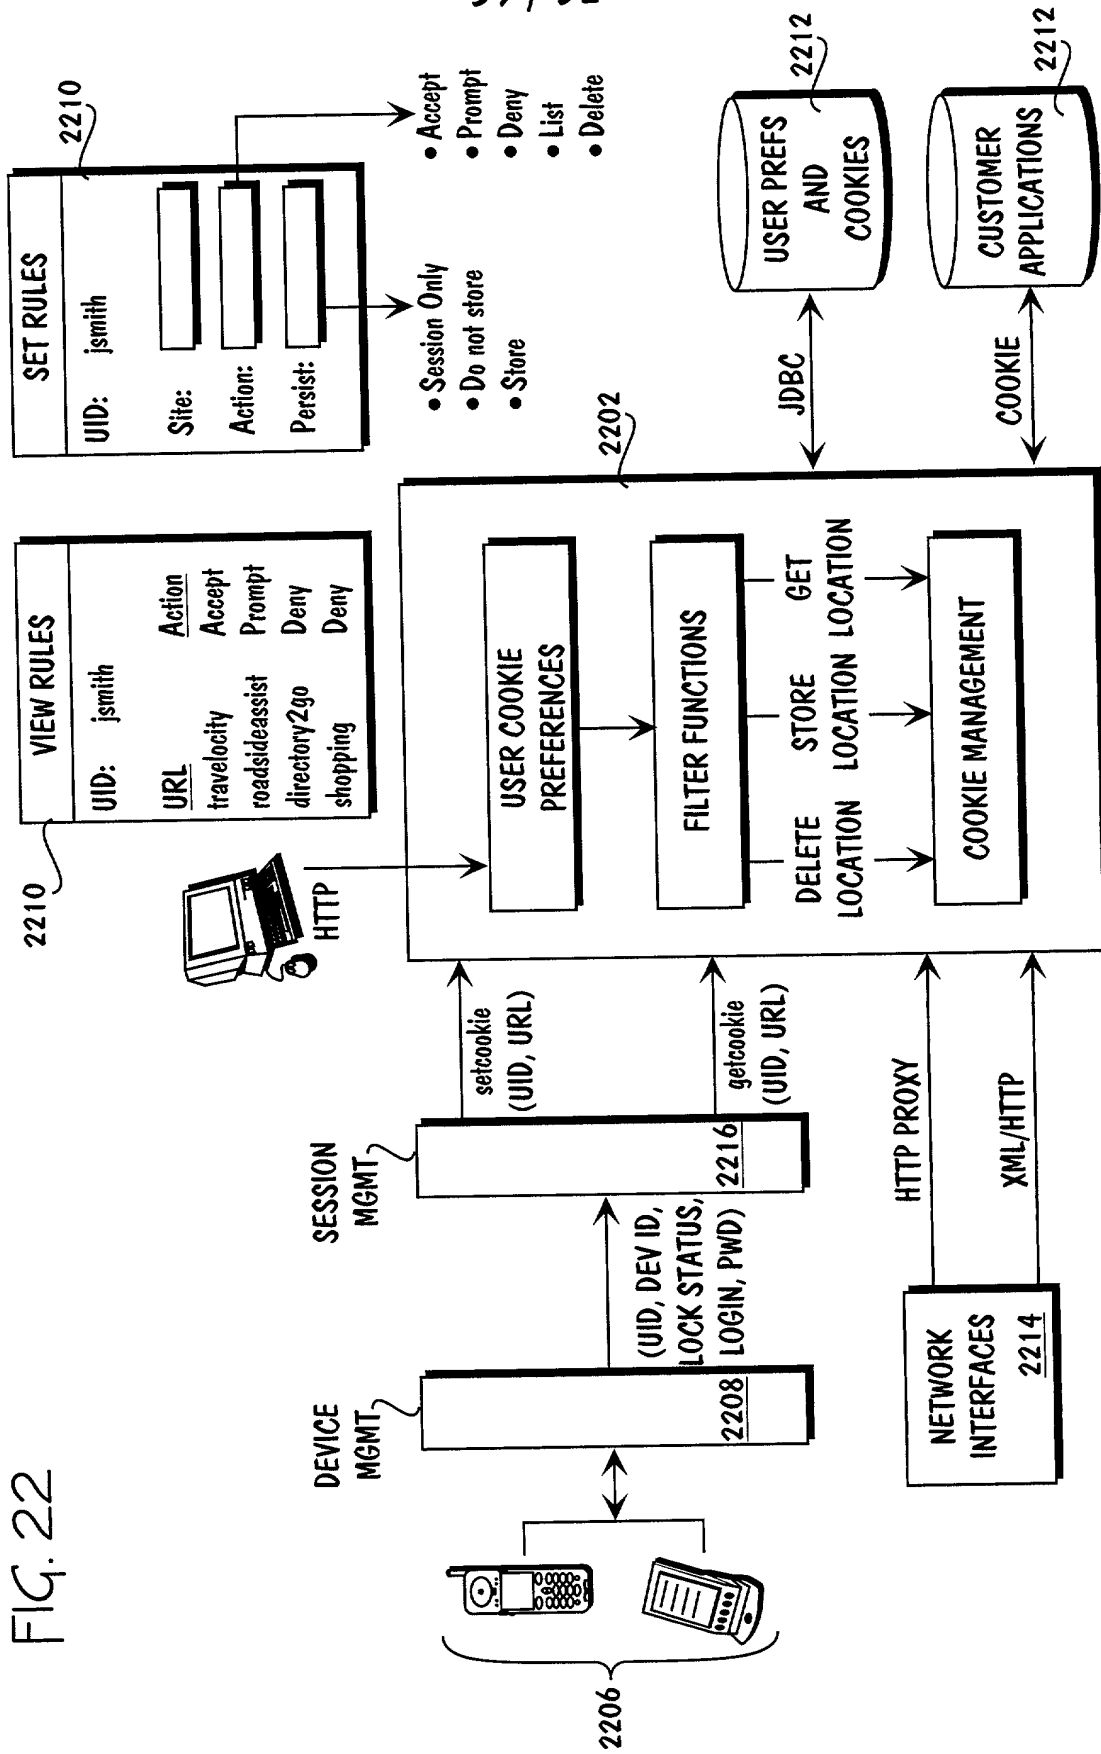 FIG. 22
2210
VIEW RULES
UID: jsmith
URL Action
travelocity Accept
roadsideassist Prompt
directory2go Deny
shopping Deny
SET RULES
2210
UID: jsmith
Site:
Action:
Persist:
• Session Only
• Do not store
• Store
• Accept
• Prompt
• Deny
• List
• Delete
HTTP
2202
USER COOKIE
PREFERENCES
FILTER FUNCTIONS
DELETE
LOCATION
STORE
LOCATION
GET
LOCATION
COOKIE MANAGEMENT
JDBC
COOKIE
2212
USER PREFS
AND
COOKIES
2212
CUSTOMER
APPLICATIONS
2206
DEVICE
MGMT
2208
(UID, DEV ID,
LOCK STATUS,
LOGIN, PWD)
SESSION
MGMT
2216
setcookie
(UID, URL)
getcookie
(UID, URL)
NETWORK
INTERFACES
2214
HTTP PROXY
XML/HTTP